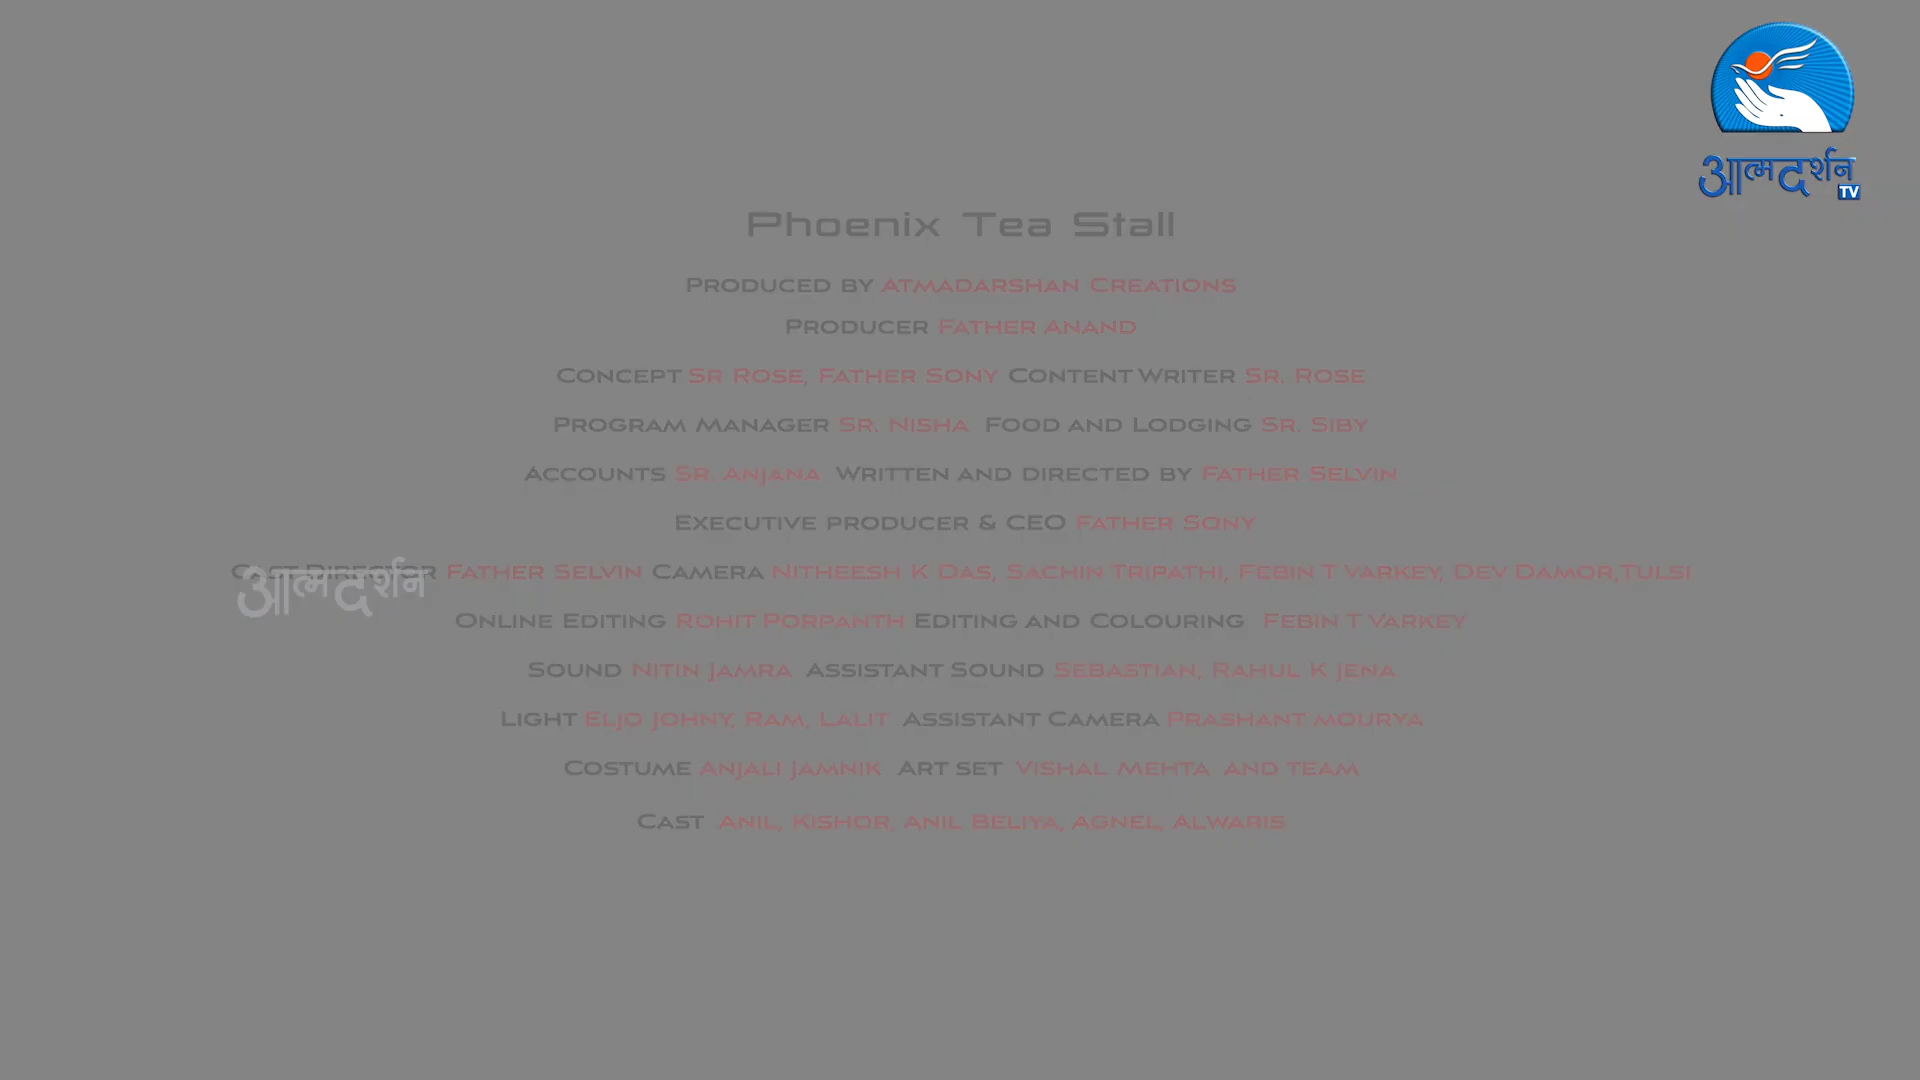 आत्मदर्शन
TV
Phoenix Tea Stall
Produced by Atmadarshan Creations
Producer Father Anand
Concept Sr Rose, Father Sony Content Writer Sr. Rose
Program Manager Sr. Nisha Food and Lodging Sr. Siby
Accounts Sr. Anjana Written and directed by Father Selvin
Executive producer & CEO Father Sony
Cast Director Father Selvin Camera Nitheesh K Das, Sachin Tripathi, Febin T Varkey, Dev Damor,Tulsi
आत्मदर्शन
Online Editing Rohit Porpanth Editing and Colouring Febin T Varkey
Sound Nitin Jamra Assistant Sound Sebastian, Rahul K Jena
Light Eljo Johny, Ram, Lalit Assistant Camera Prashant mourya
Costume Anjali Jamnik Art set Vishal Mehta and team
Cast Anil, Kishor, Anil Beliya, Agnel, Alwaris